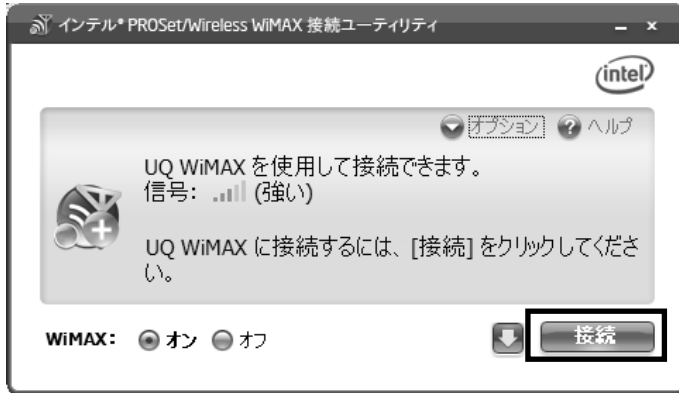 インテル® PROSet/Wireless WiMAX 接続ユーティリティ
intel
オプション ? ヘルプ
UQ WiMAX を使用して接続できます。
信号: (強い)
UQ WiMAX に接続するには、[接続] をクリックしてくださ
い。
WiMAX: オン オフ 接続